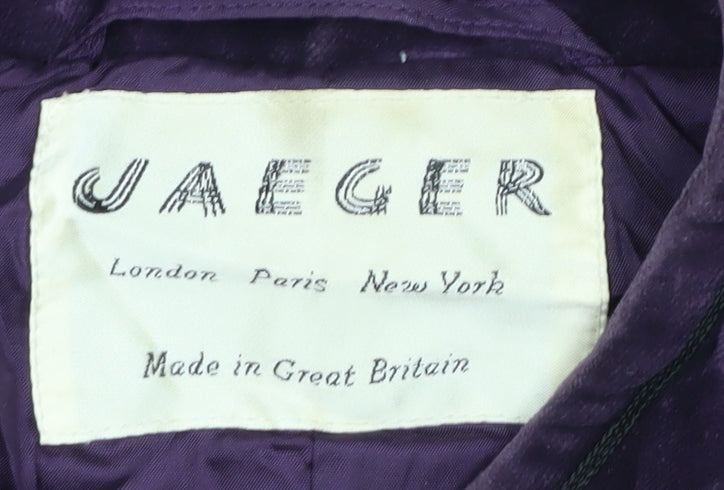 JAEGER
London Paris New York
Made in Great Britain